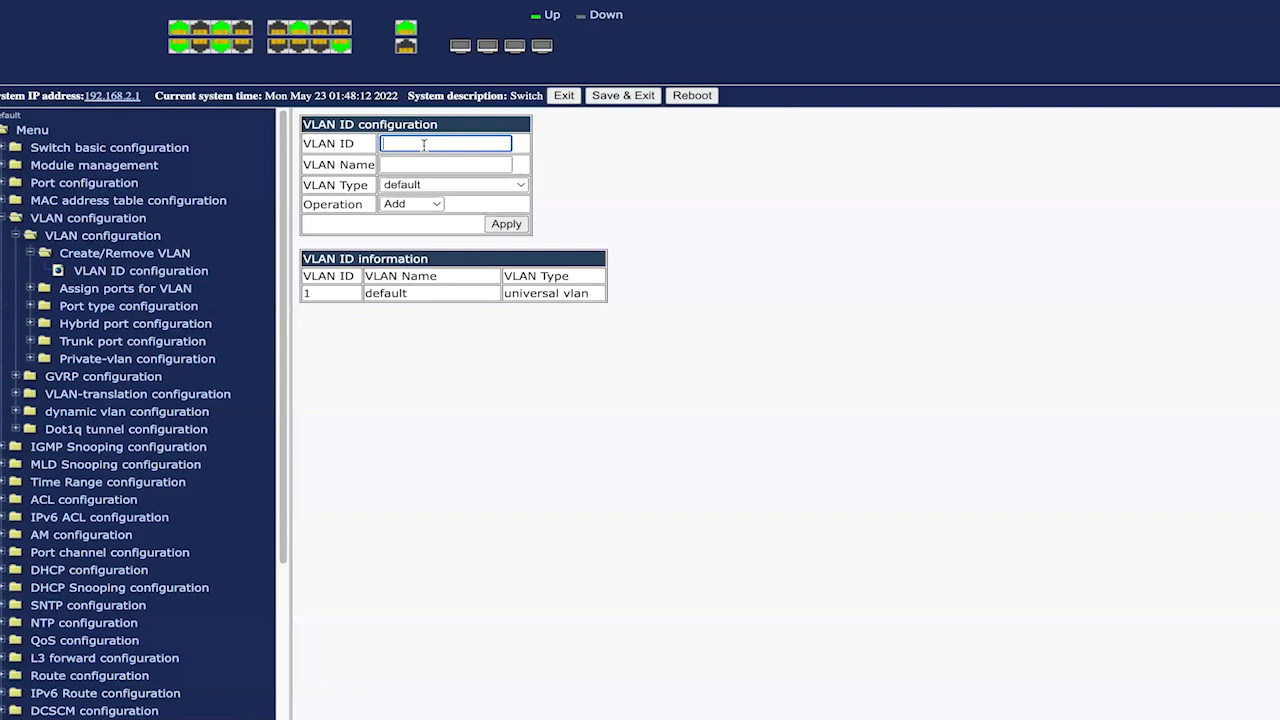 Up Down
stem IP address:192.168.2.1 Current system time: Mon May 23 01:48:12 2022 System description: Switch Exit Save & Exit Reboot
efault
Menu
Switch basic configuration
Module management
Port configuration
MAC address table configuration
VLAN configuration
VLAN configuration
Create/Remove VLAN
VLAN ID configuration
Assign ports for VLAN
Port type configuration
Hybrid port configuration
Trunk port configuration
Private-vlan configuration
GVRP configuration
VLAN-translation configuration
dynamic vlan configuration
Dot1q tunnel configuration
IGMP Snooping configuration
MLD Snooping configuration
Time Range configuration
ACL configuration
IPv6 ACL configuration
AM configuration
Port channel configuration
DHCP configuration
DHCP Snooping configuration
SNTP configuration
NTP configuration
QoS configuration
L3 forward configuration
Route configuration
IPv6 Route configuration
DCSCM configuration
VLAN ID configuration
VLAN ID
VLAN Name
VLAN Type default
Operation Add
Apply
VLAN ID information
VLAN ID VLAN Name VLAN Type
1 default universal vlan